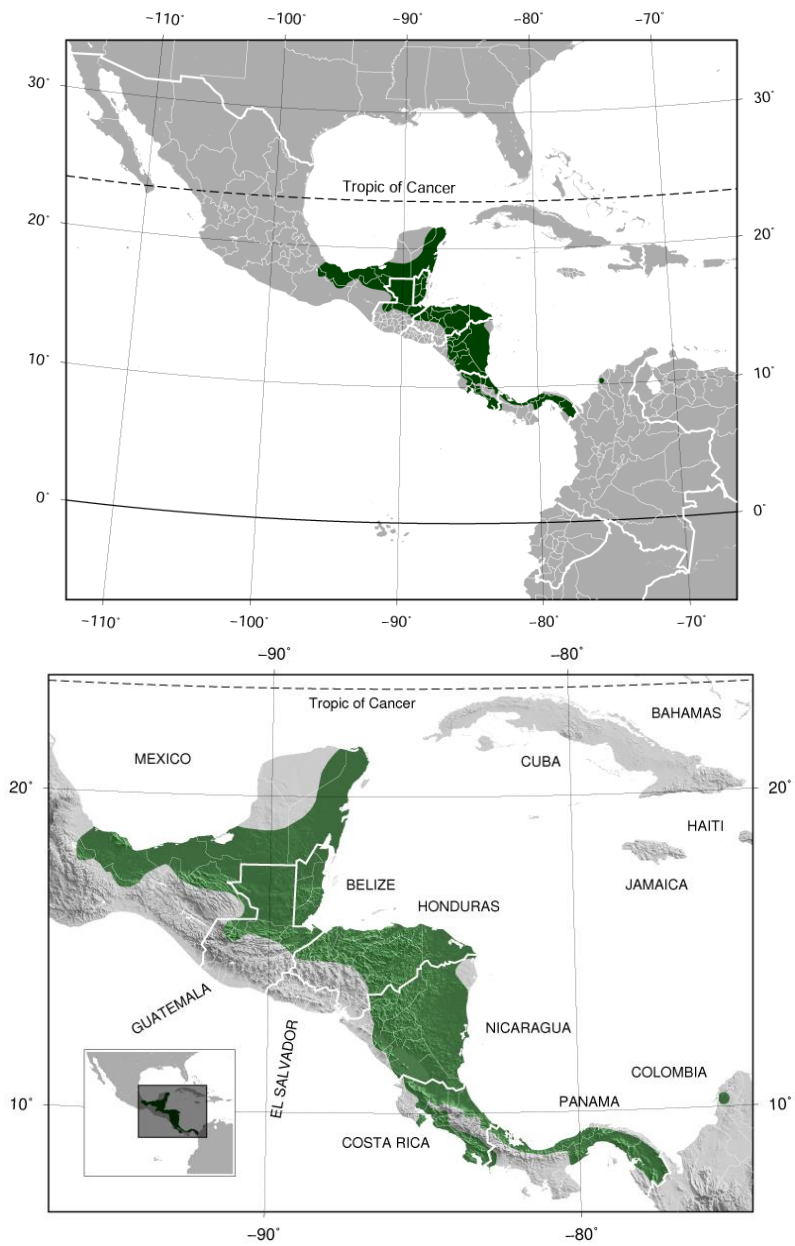 -110° -100° -90° -80° -70°
30° 30°
Tropic of Cancer
20° 20°
10° 10°
0° 0°
-110° -100° -90° -80° -70°
-90° -80°
Tropic of Cancer
BAHAMAS
MEXICO
CUBA
20° 20°
HAITI
BELIZE
JAMAICA
HONDURAS
GUATEMALA
NICARAGUA
EL SALVADOR
COLOMBIA
10° 10°
PANAMA
COSTA RICA
-90° -80°